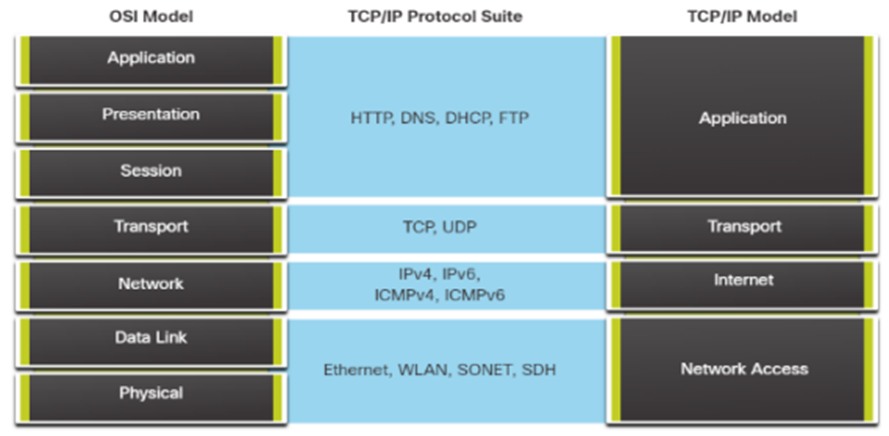 OSI Model
TCP/IP Protocol Suite
TCP/IP Model
Application
Presentation
Session
HTTP, DNS, DHCP, FTP
Application
Transport
TCP, UDP
Transport
Network
IPv4, IPv6,
ICMPv4, ICMPv6
Internet
Data Link
Physical
Ethernet, WLAN, SONET, SDH
Network Access